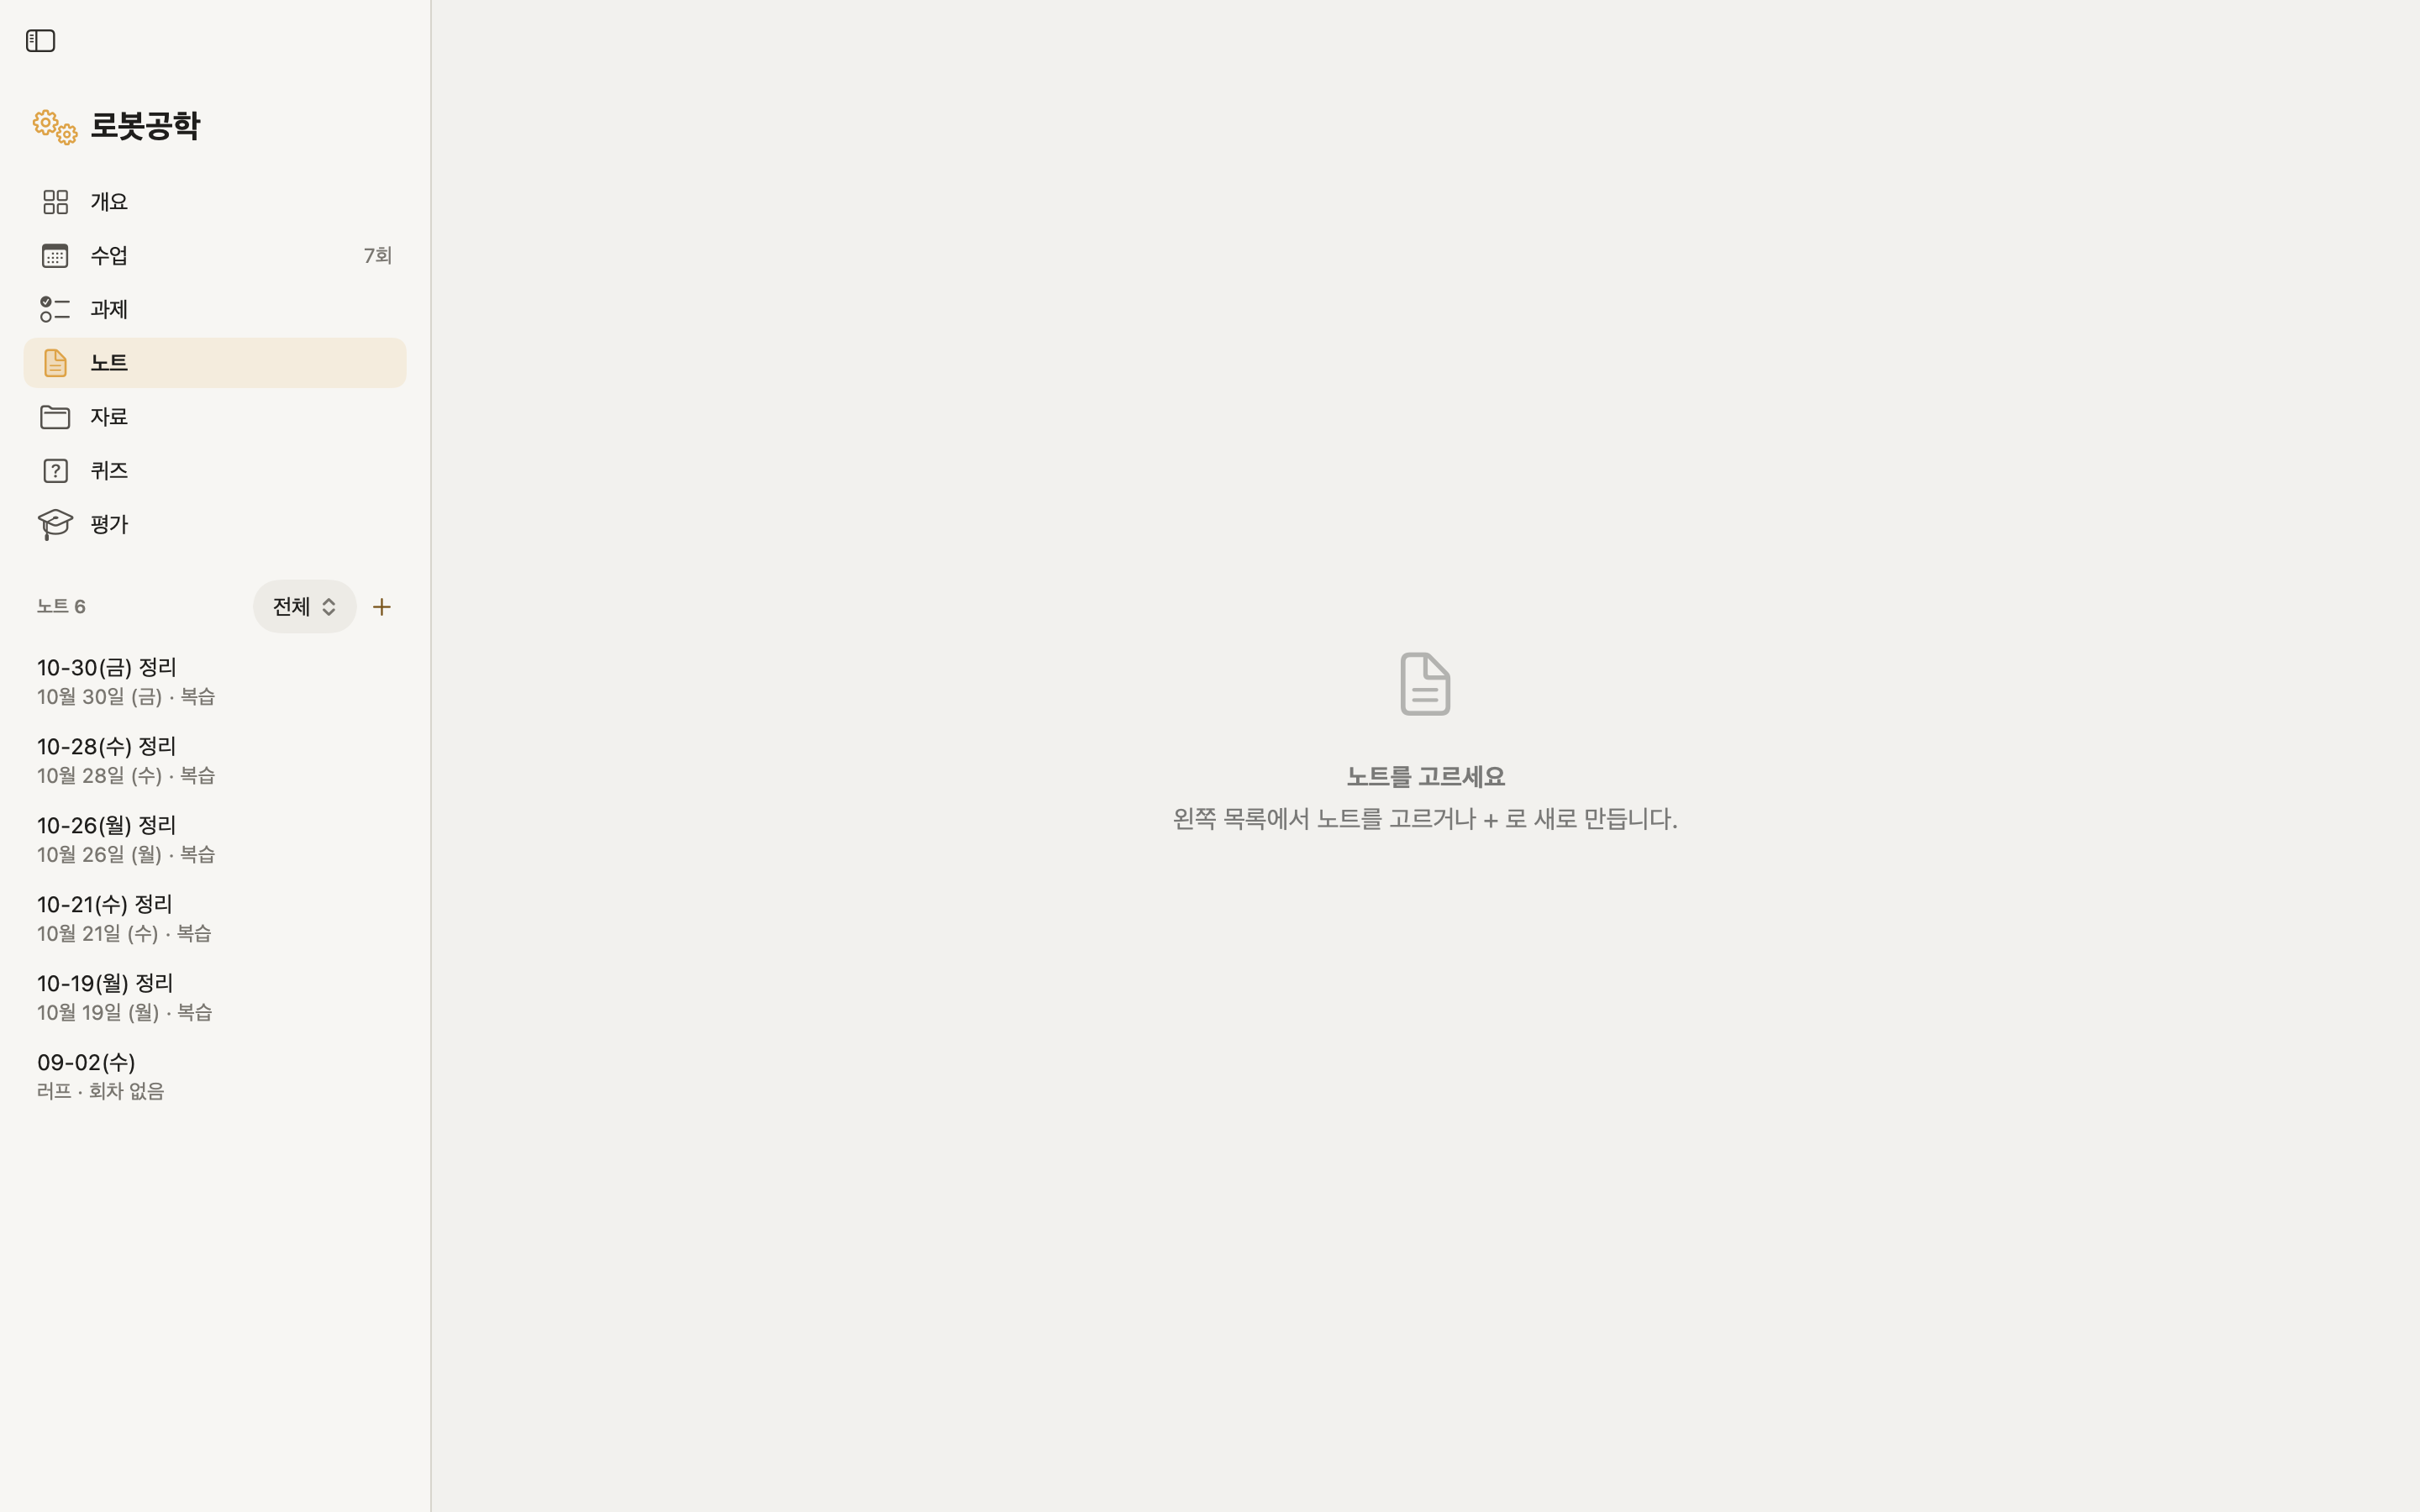 로봇공학
개요
수업 7회
과제
노트
자료
퀴즈
평가
노트 6 전체 +
10-30(금) 정리
10월 30일 (금) · 복습
10-28(수) 정리
10월 28일 (수) · 복습
10-26(월) 정리
10월 26일 (월) · 복습
10-21(수) 정리
10월 21일 (수) · 복습
10-19(월) 정리
10월 19일 (월) · 복습
09-02(수)
러프 · 회차 없음
노트를 고르세요
왼쪽 목록에서 노트를 고르거나 + 로 새로 만듭니다.